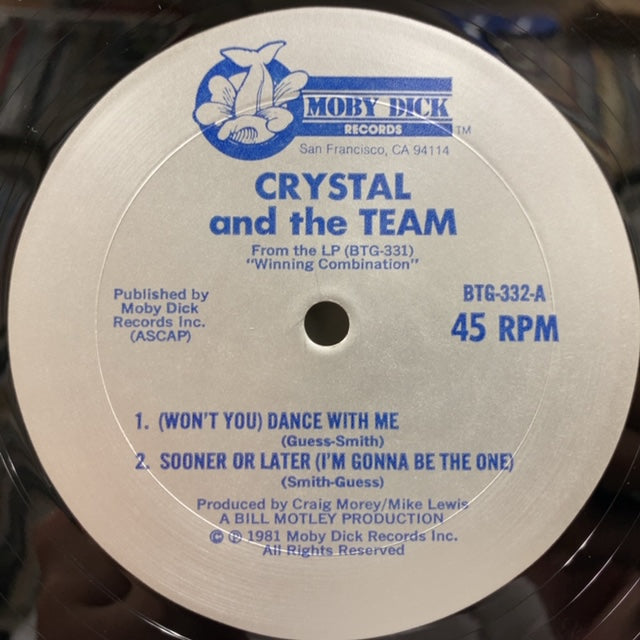 MOBY DICK
RECORDS
TM
San Francisco, CA 94114
CRYSTAL
and the TEAM
From the LP (BTG-331)
"Winning Combination"
Published by
Moby Dick
Records Inc.
(ASCAP)
BTG-332-A
45 RPM
1. (WON'T YOU) DANCE WITH ME
(Guess-Smith)
2. SOONER OR LATER (I'M GONNA BE THE ONE)
(Smith-Guess)
Produced by Craig Morey/Mike Lewis
A BILL MOTLEY PRODUCTION
© ℗ 1981 Moby Dick Records Inc.
All Rights Reserved